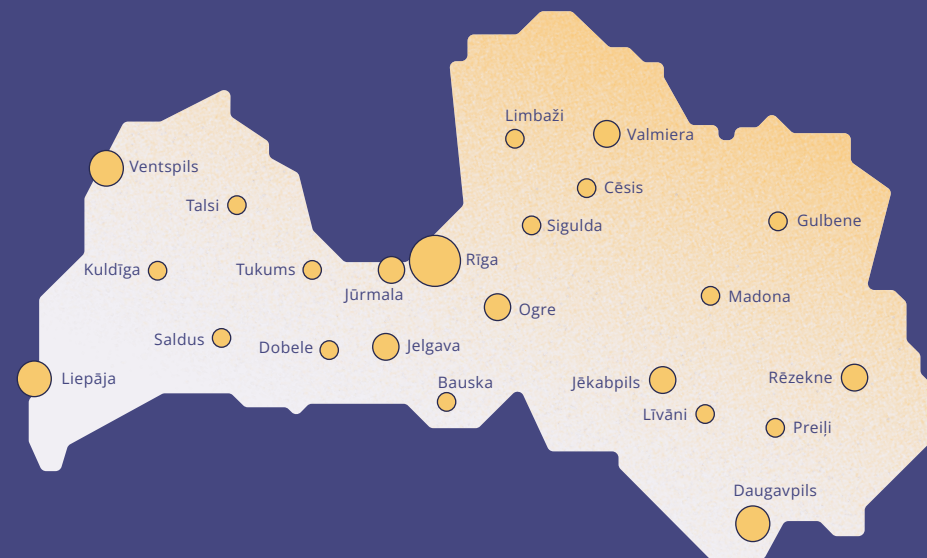 Limbaži
Valmiera
Ventspils
Cēsis
Talsi
Sigulda
Gulbene
Rīga
Kuldīga
Tukums
Jūrmala
Madona
Ogre
Saldus
Dobele
Jelgava
Liepāja
Bauska
Jēkabpils
Rēzekne
Līvāni
Preiļi
Daugavpils